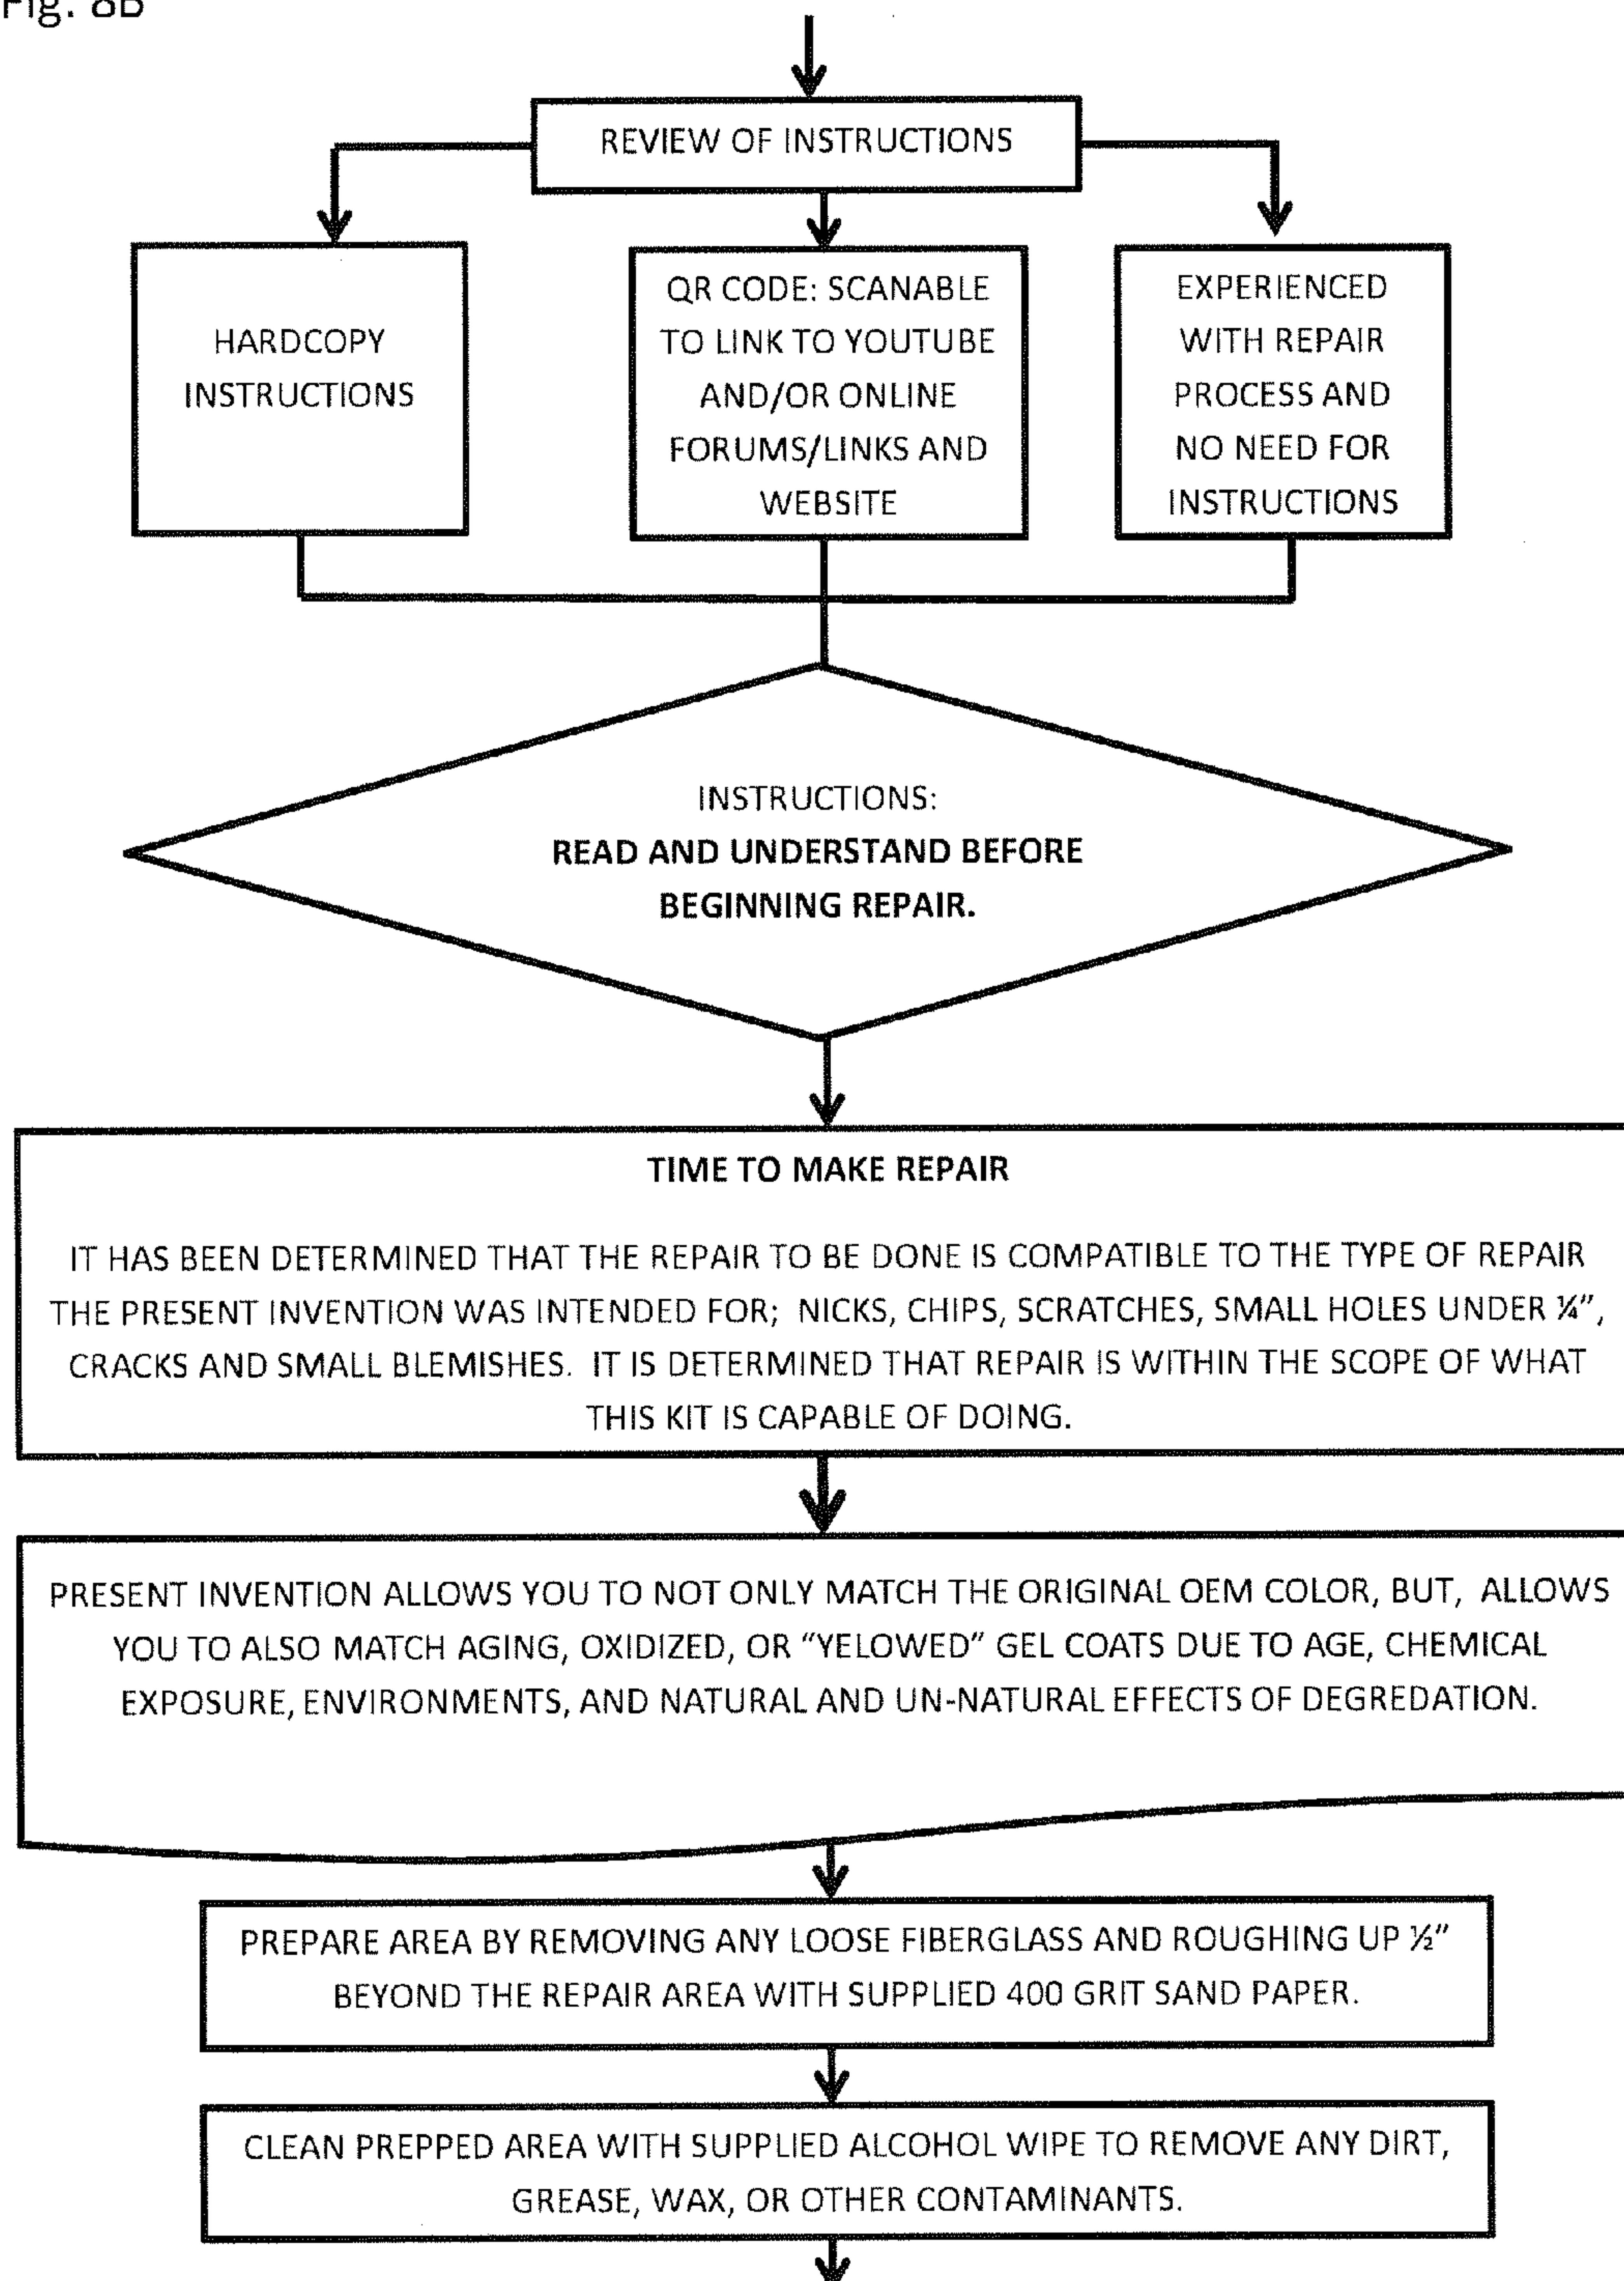 Fig. 8b
REVIEW OF INSTRUCTIONS
HARDCOPY
INSTRUCTIONS
QR CODE: SCANABLE
TO LINK TO YOUTUBE
AND/OR ONLINE
FORUMS/LINKS AND
WEBSITE
EXPERIENCED
WITH REPAIR
PROCESS AND
NO NEED FOR
INSTRUCTIONS
INSTRUCTIONS:
READ AND UNDERSTAND BEFORE
BEGINNING REPAIR.
TIME TO MAKE REPAIR
IT HAS BEEN DETERMINED THAT THE REPAIR TO BE DONE IS COMPATIBLE TO THE TYPE OF REPAIR
THE PRESENT INVENTION WAS INTENDED FOR; NICKS, CHIPS, SCRATCHES, SMALL HOLES UNDER ¼”,
CRACKS AND SMALL BLEMISHES. IT IS DETERMINED THAT REPAIR IS WITHIN THE SCOPE OF WHAT
THIS KIT IS CAPABLE OF DOING.
PRESENT INVENTION ALLOWS YOU TO NOT ONLY MATCH THE ORIGINAL OEM COLOR, BUT, ALLOWS
YOU TO ALSO MATCH AGING, OXIDIZED, OR “YELOWED” GEL COATS DUE TO AGE, CHEMICAL
EXPOSURE, ENVIRONMENTS, AND NATURAL AND UN-NATURAL EFFECTS OF DEGREDATION.
PREPARE AREA BY REMOVING ANY LOOSE FIBERGLASS AND ROUGHING UP ½”
BEYOND THE REPAIR AREA WITH SUPPLIED 400 GRIT SAND PAPER.
CLEAN PREPPED AREA WITH SUPPLIED ALCOHOL WIPE TO REMOVE ANY DIRT,
GREASE, WAX, OR OTHER CONTAMINANTS.